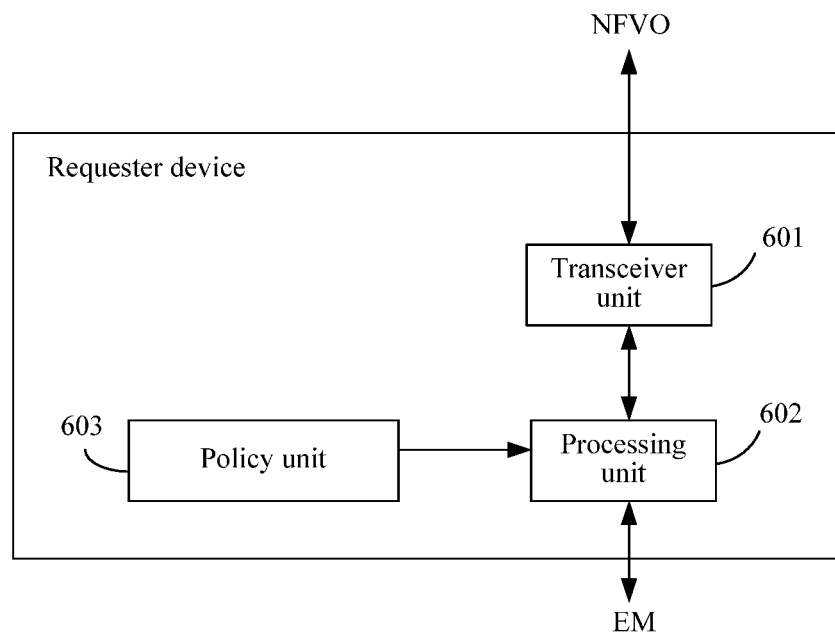 NFVO
Requester device
601
Transceiver
unit
603
Policy unit
602
Processing
unit
EM